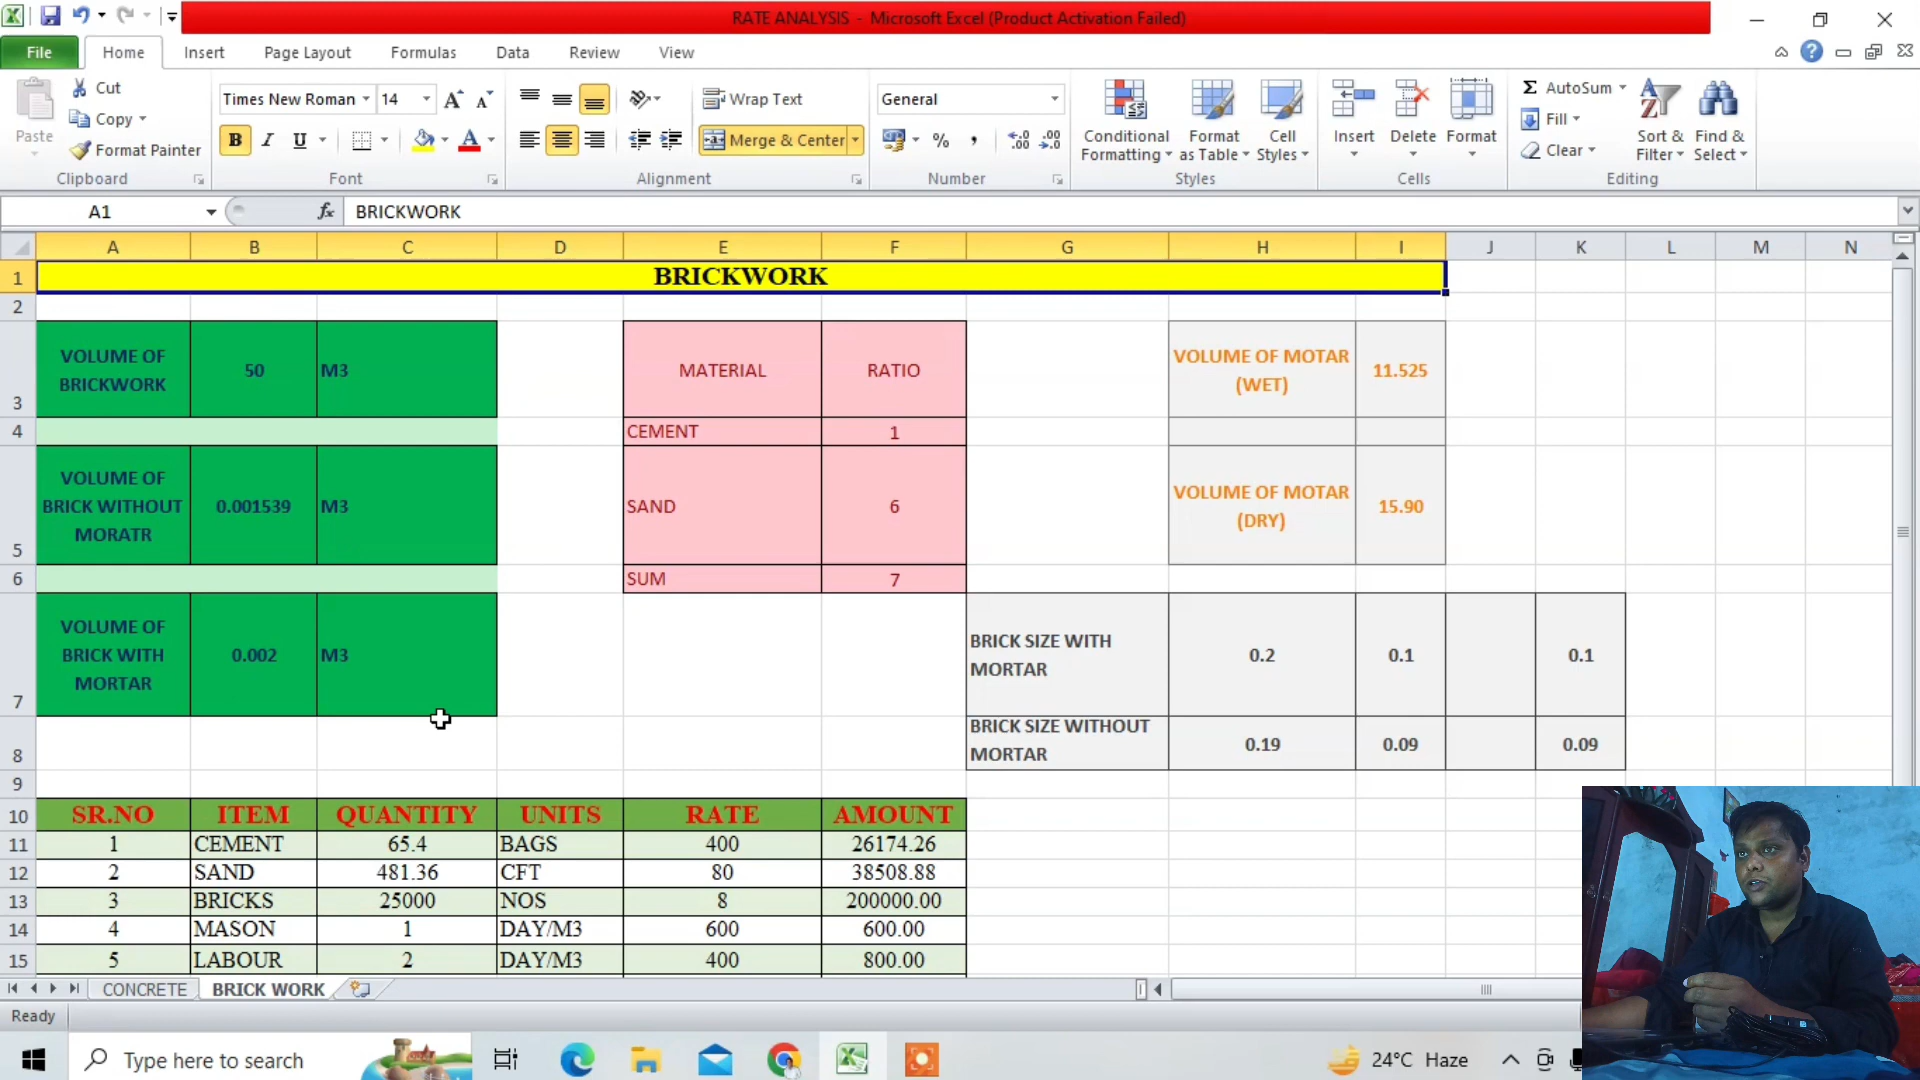 RATE ANALYSIS - Microsoft Excel (Product Activation Failed)
File Home Insert Page Layout Formulas Data Review View
Paste
Cut
Copy
Format Painter
Clipboard
Times New Roman 14
B I U A
Font
Wrap Text
Merge & Center
Alignment
General
% ,
Number
Conditional Formatting
Format as Table
Cell Styles
Styles
Insert Delete Format
Cells
Σ AutoSum
Fill
Clear
Sort & Filter
Find & Select
Editing
A1 fx BRICKWORK
A B C D E F G H I J K L M N
1 BRICKWORK
2
3 VOLUME OF BRICKWORK 50 M3 MATERIAL RATIO VOLUME OF MOTAR (WET) 11.525
4 CEMENT 1
5 VOLUME OF BRICK WITHOUT MORATR 0.001539 M3 SAND 6 VOLUME OF MOTAR (DRY) 15.90
6 SUM 7
7 VOLUME OF BRICK WITH MORTAR 0.002 M3 BRICK SIZE WITH MORTAR 0.2 0.1 0.1
8 BRICK SIZE WITHOUT MORTAR 0.19 0.09 0.09
9
10 SR.NO ITEM QUANTITY UNITS RATE AMOUNT
11 1 CEMENT 65.4 BAGS 400 26174.26
12 2 SAND 481.36 CFT 80 38508.88
13 3 BRICKS 25000 NOS 8 200000.00
14 4 MASON 1 DAY/M3 600 600.00
15 5 LABOUR 2 DAY/M3 400 800.00
CONCRETE BRICK WORK
Ready
Type here to search
24°C Haze